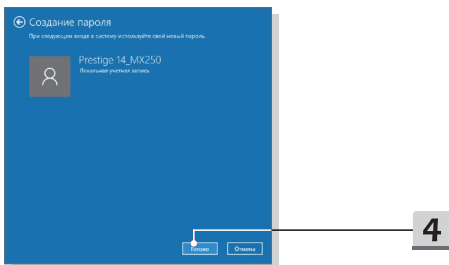 Создание пароля
При следующем входе в систему используйте свой новый пароль.
Prestige 14_MX250
Локальная учетная запись
Готово
Отмена
4